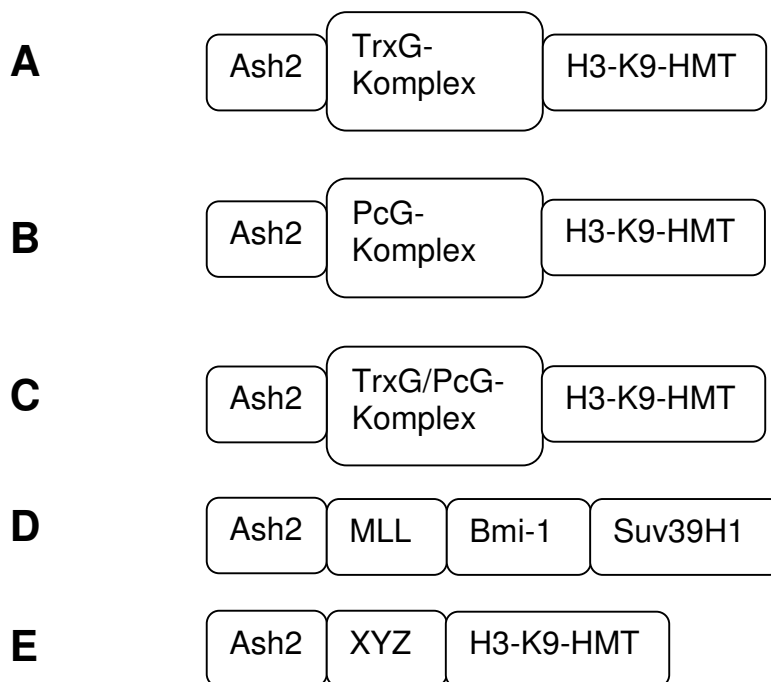 A Ash2 TrxG-Komplex H3-K9-HMT
B Ash2 PcG-Komplex H3-K9-HMT
C Ash2 TrxG/PcG-Komplex H3-K9-HMT
D Ash2 MLL Bmi-1 Suv39H1
E Ash2 XYZ H3-K9-HMT